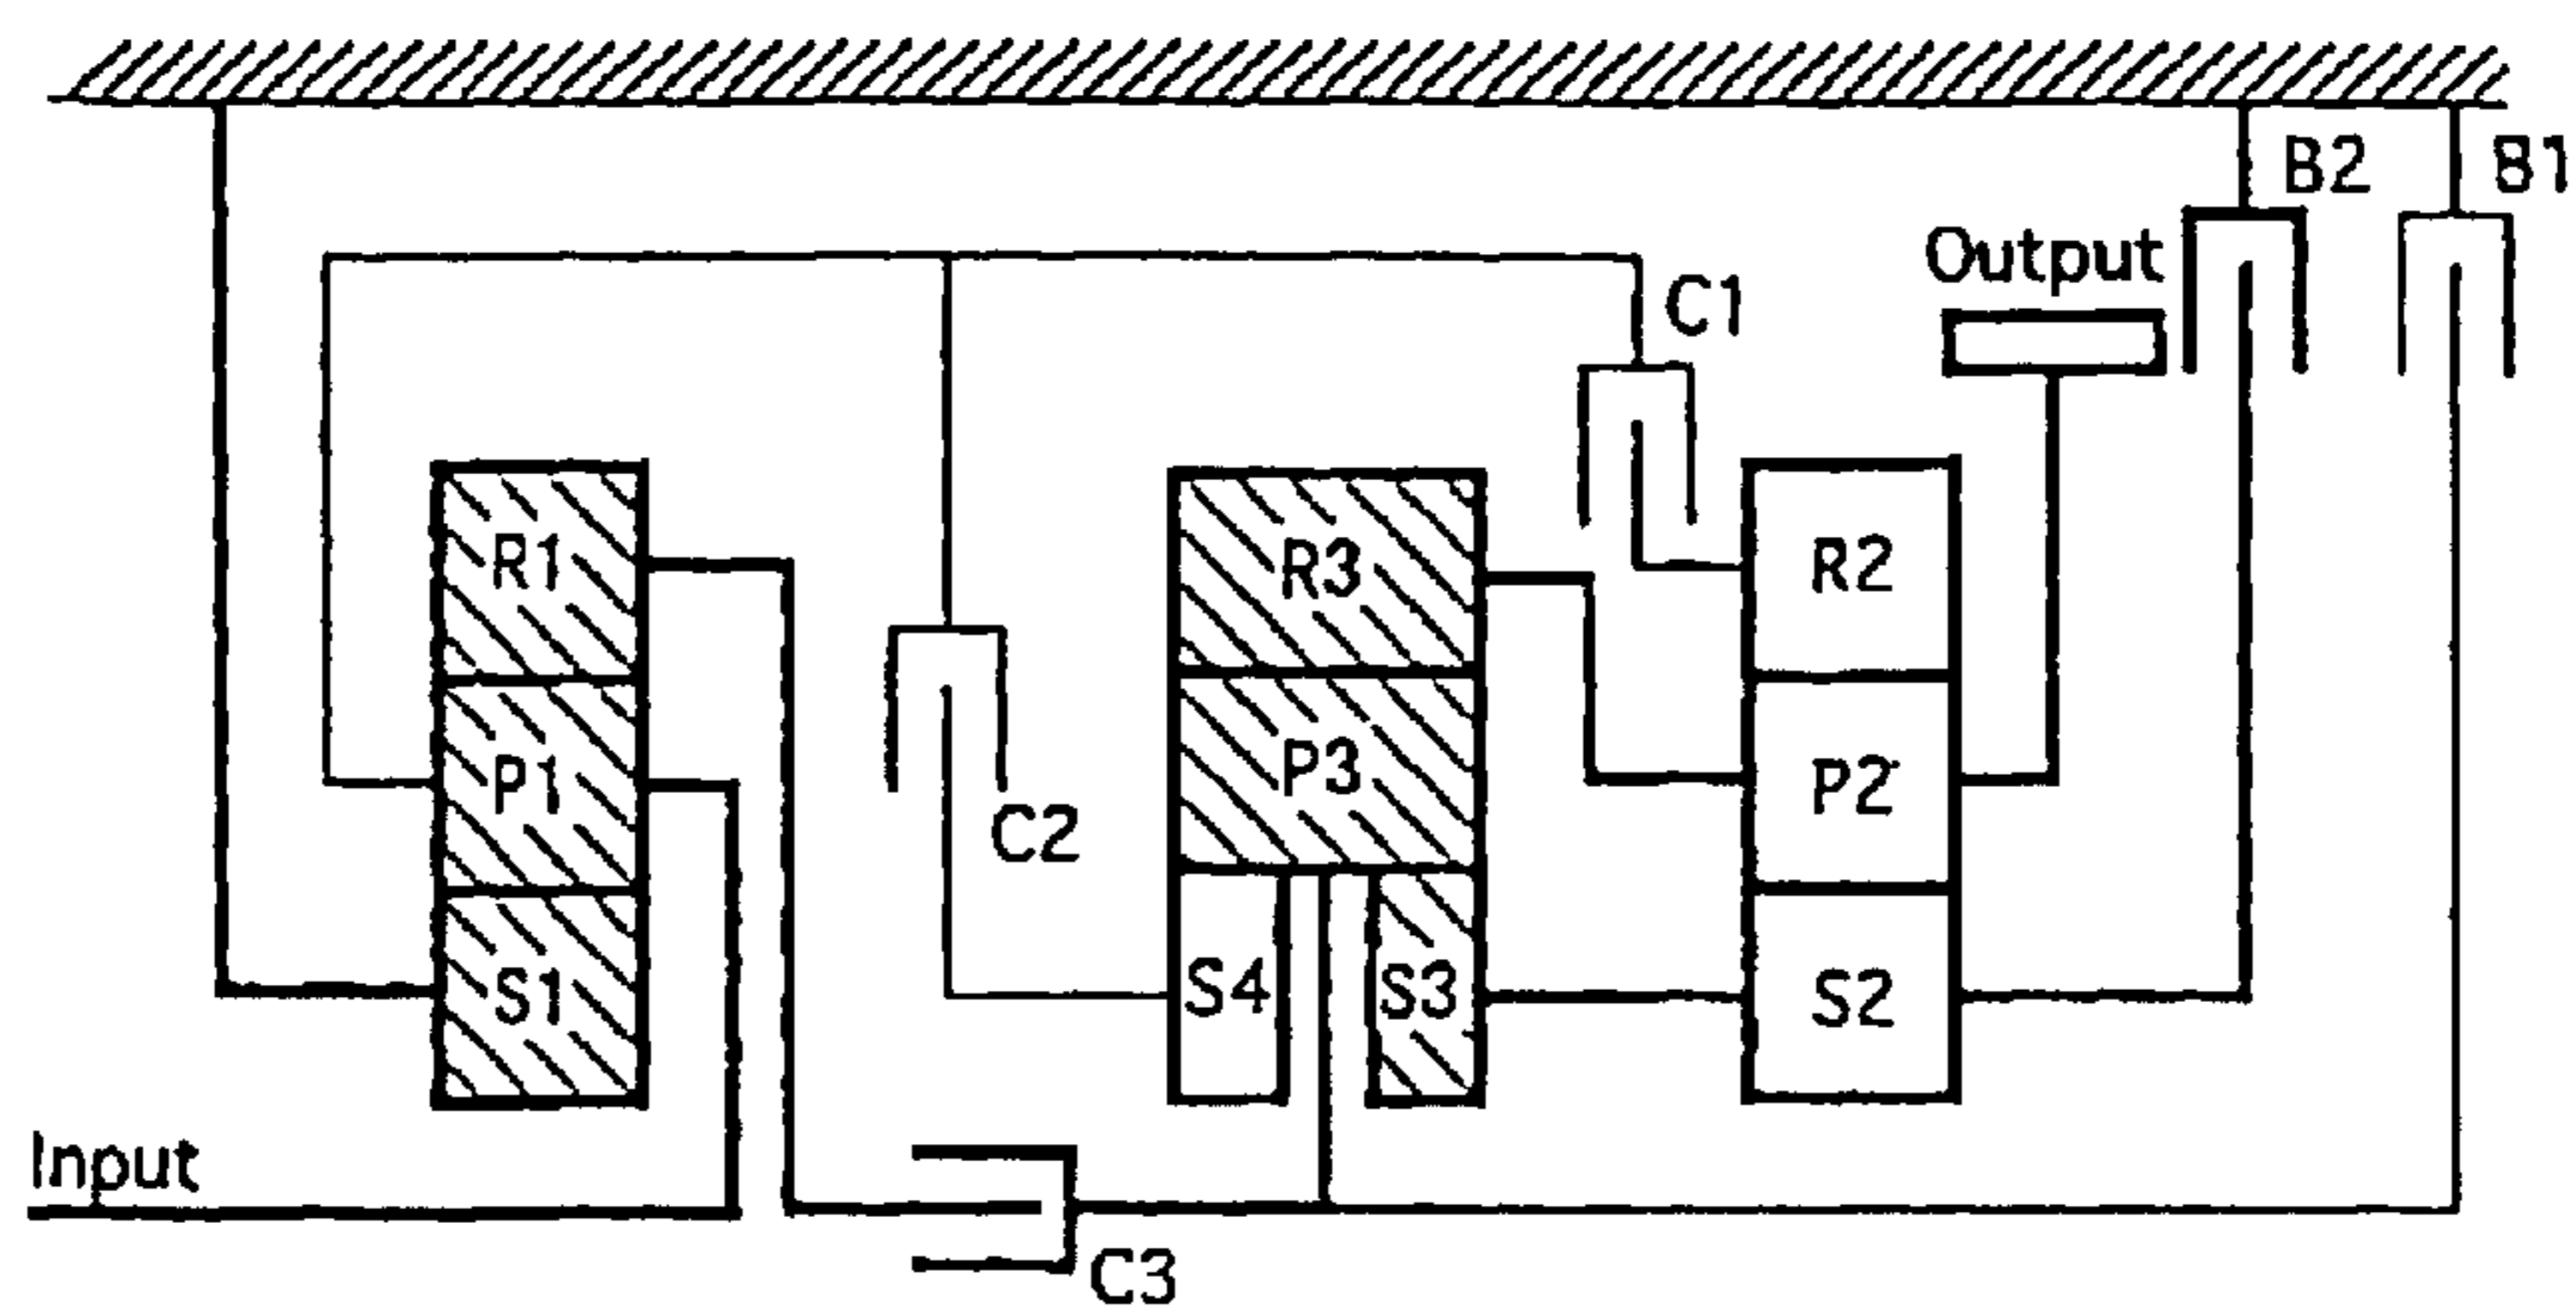 B2
B1
Output
C1
R1
R3
R2
P1
P3
P2
C2
S1
S4
S3
S2
Input
C3